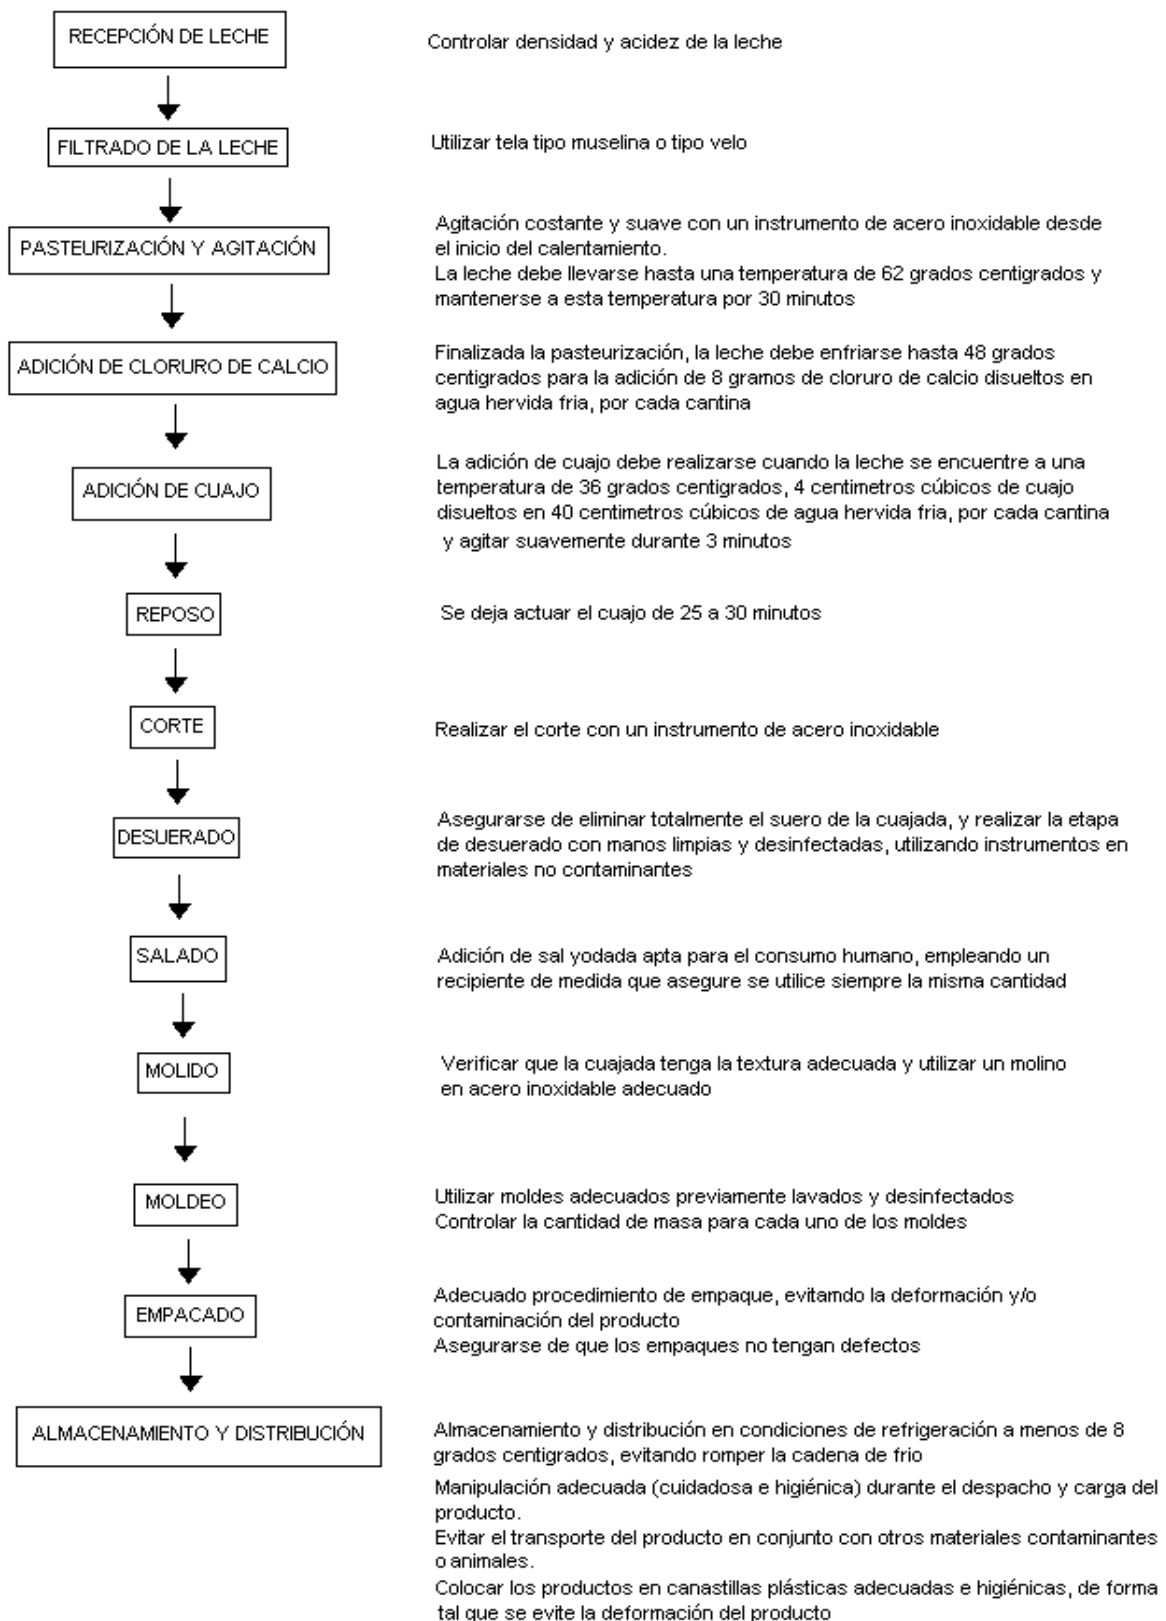 RECEPCIÓN DE LECHE
Controlar densidad y acidez de la leche
FILTRADO DE LA LECHE
Utilizar tela tipo muselina o tipo velo
PASTEURIZACIÓN Y AGITACIÓN
Agitación costante y suave con un instrumento de acero inoxidable desde
el inicio del calentamiento.
La leche debe llevarse hasta una temperatura de 62 grados centigrados y
mantenerse a esta temperatura por 30 minutos
ADICIÓN DE CLORURO DE CALCIO
Finalizada la pasteurización, la leche debe enfriarse hasta 48 grados
centigrados para la adición de 8 gramos de cloruro de calcio disueltos en
agua hervida fria, por cada cantina
ADICIÓN DE CUAJO
La adición de cuajo debe realizarse cuando la leche se encuentre a una
temperatura de 36 grados centigrados, 4 centimetros cúbicos de cuajo
disueltos en 40 centimetros cúbicos de agua hervida fria, por cada cantina
y agitar suavemente durante 3 minutos
REPOSO
Se deja actuar el cuajo de 25 a 30 minutos
CORTE
Realizar el corte con un instrumento de acero inoxidable
DESUERADO
Asegurarse de eliminar totalmente el suero de la cuajada, y realizar la etapa
de desuerado con manos limpias y desinfectadas, utilizando instrumentos en
materiales no contaminantes
SALADO
Adición de sal yodada apta para el consumo humano, empleando un
recipiente de medida que asegure se utilice siempre la misma cantidad
MOLIDO
Verificar que la cuajada tenga la textura adecuada y utilizar un molino
en acero inoxidable adecuado
MOLDEO
Utilizar moldes adecuados previamente lavados y desinfectados
Controlar la cantidad de masa para cada uno de los moldes
EMPACADO
Adecuado procedimiento de empaque, evitamdo la deformación y/o
contaminación del producto
Asegurarse de que los empaques no tengan defectos
ALMACENAMIENTO Y DISTRIBUCIÓN
Almacenamiento y distribución en condiciones de refrigeración a menos de 8
grados centigrados, evitando romper la cadena de frio
Manipulación adecuada (cuidadosa e higiénica) durante el despacho y carga del
producto.
Evitar el transporte del producto en conjunto con otros materiales contaminantes
o animales.
Colocar los productos en canastillas plásticas adecuadas e higiénicas, de forma
tal que se evite la deformación del producto